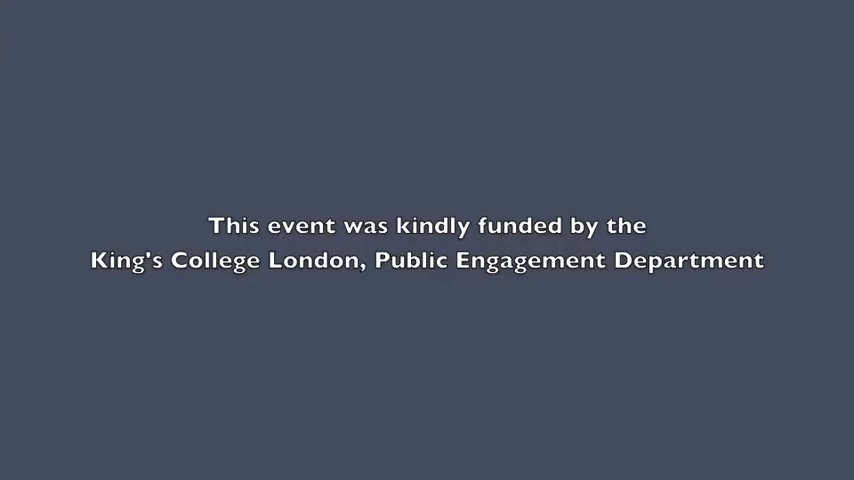 This event was kindly funded by the
King's College London, Public Engagement Department